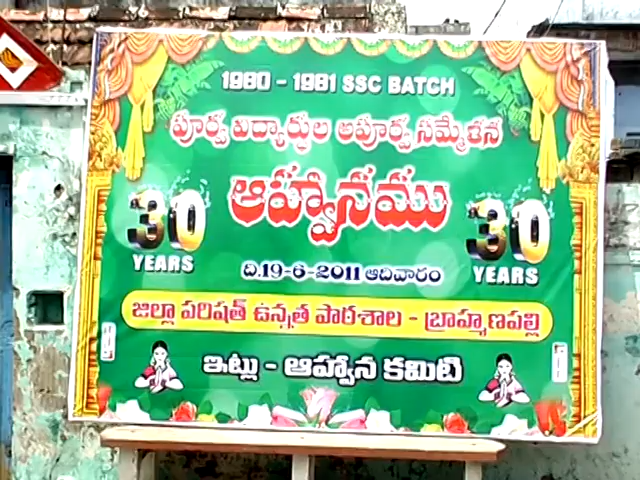 1980 - 1981 SSC BATCH
పూర్వ విద్యార్థుల అపూర్వ సమ్మేళన
ఆహ్వానము
30 YEARS
30 YEARS
ది.19-6-2011 ఆదివారం
జిల్లా పరిషత్ ఉన్నత పాఠశాల - బ్రాహ్మణపల్లి
ఇట్లు - ఆహ్వాన కమిటి